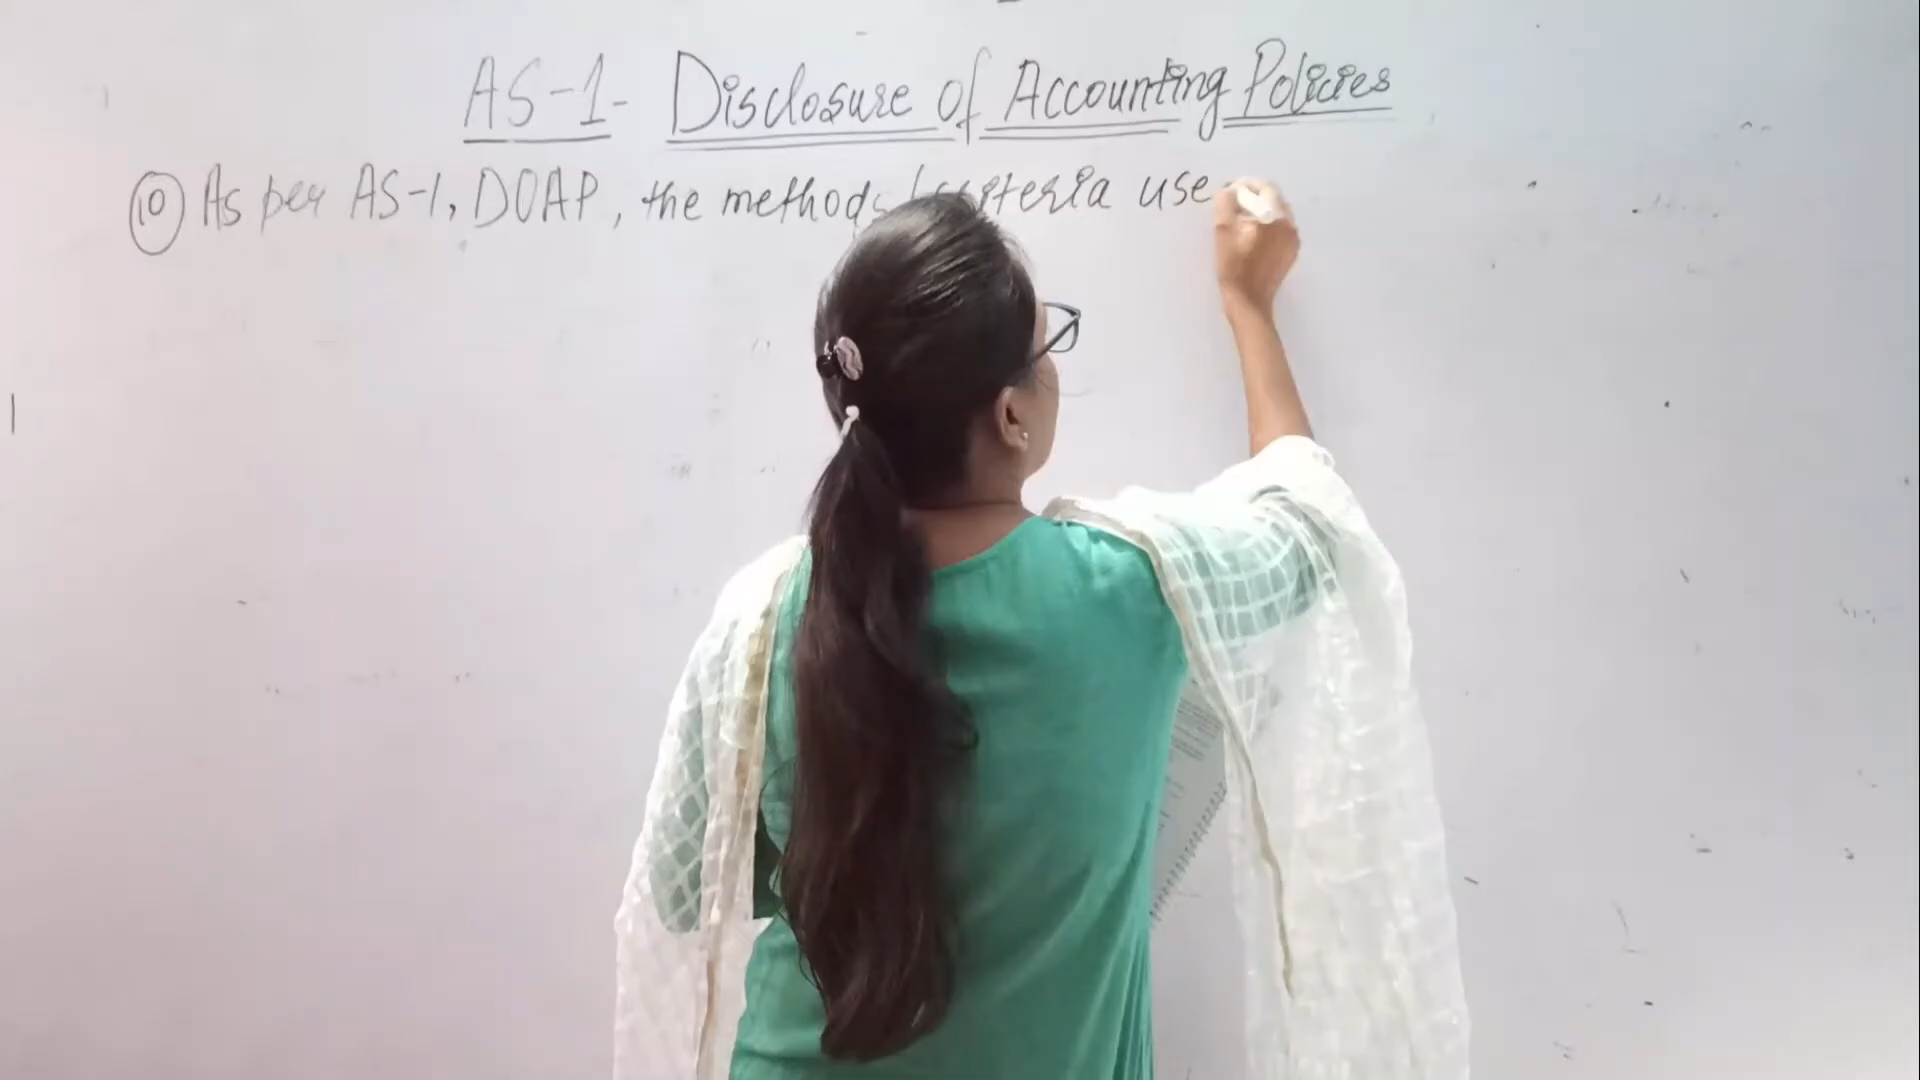 AS-1- Disclosure of Accounting Policies
10 As per AS-1, DOAP, the methods/criteria use